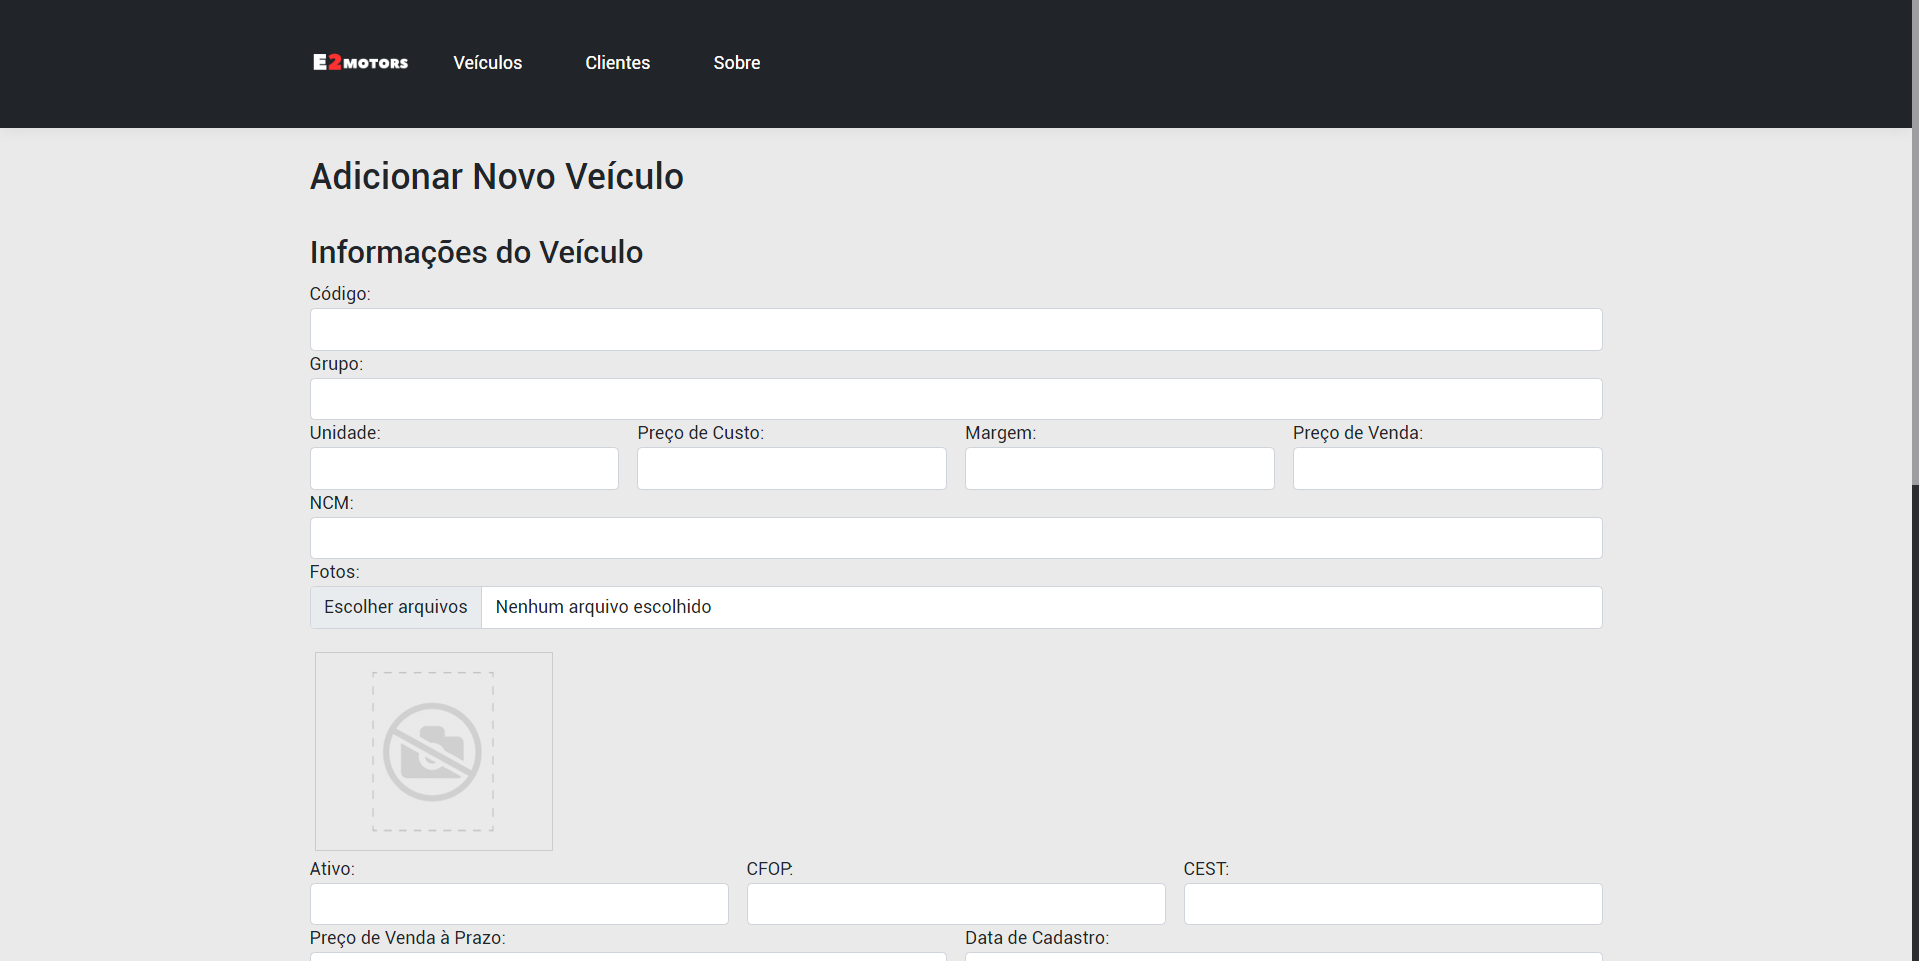 E2MOTORS Veículos Clientes Sobre
Adicionar Novo Veículo
Informações do Veículo
Código:
Grupo:
Unidade: Preço de Custo: Margem: Preço de Venda:
NCM:
Fotos:
Escolher arquivos Nenhum arquivo escolhido
Ativo: CFOP: CEST:
Preço de Venda à Prazo: Data de Cadastro: